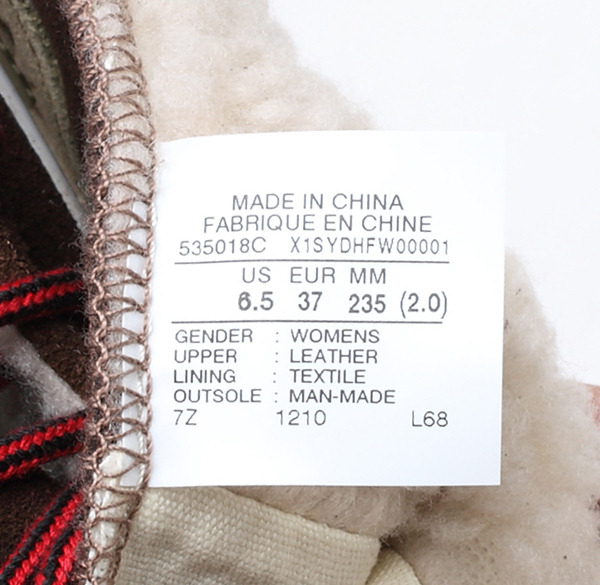 MADE IN CHINA
FABRIQUE EN CHINE
535018C X1SYDHFW00001
US EUR MM
6.5 37 235 (2.0)
GENDER : WOMENS
UPPER : LEATHER
LINING : TEXTILE
OUTSOLE : MAN-MADE
7Z 1210 L68